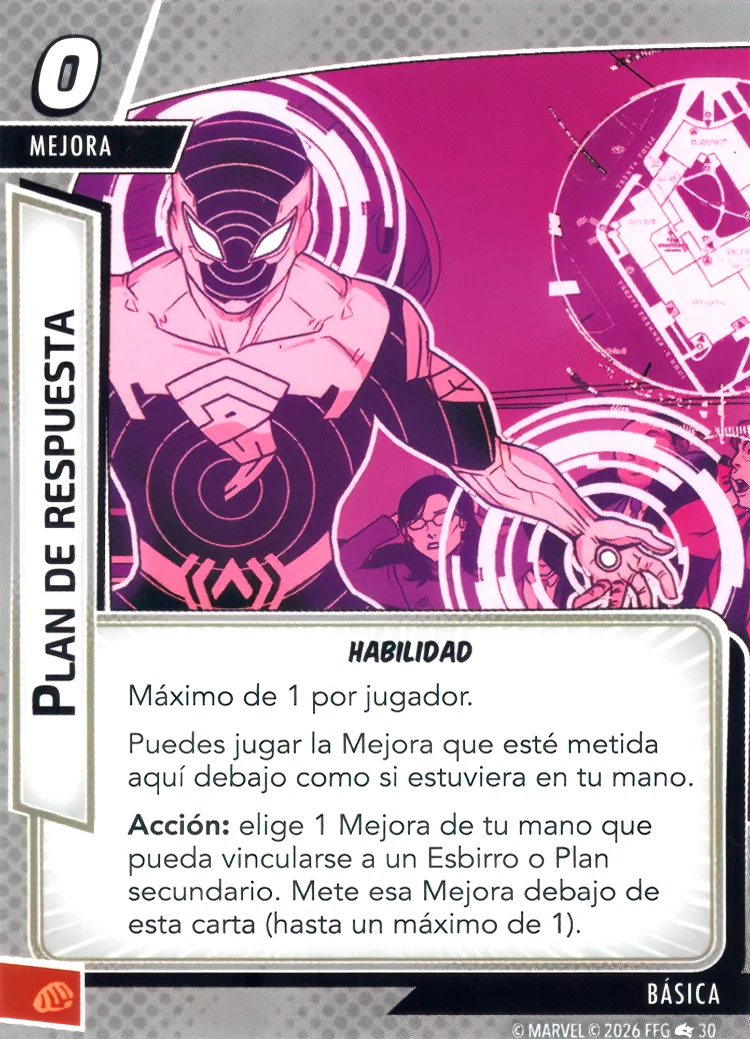 0
MEJORA
PLAN DE RESPUESTA
HABILIDAD
Máximo de 1 por jugador.
Puedes jugar la Mejora que esté metida
aquí debajo como si estuviera en tu mano.
Acción: elige 1 Mejora de tu mano que
pueda vincularse a un Esbirro o Plan
secundario. Mete esa Mejora debajo de
esta carta (hasta un máximo de 1).
BÁSICA
© MARVEL © 2026 FFG 30